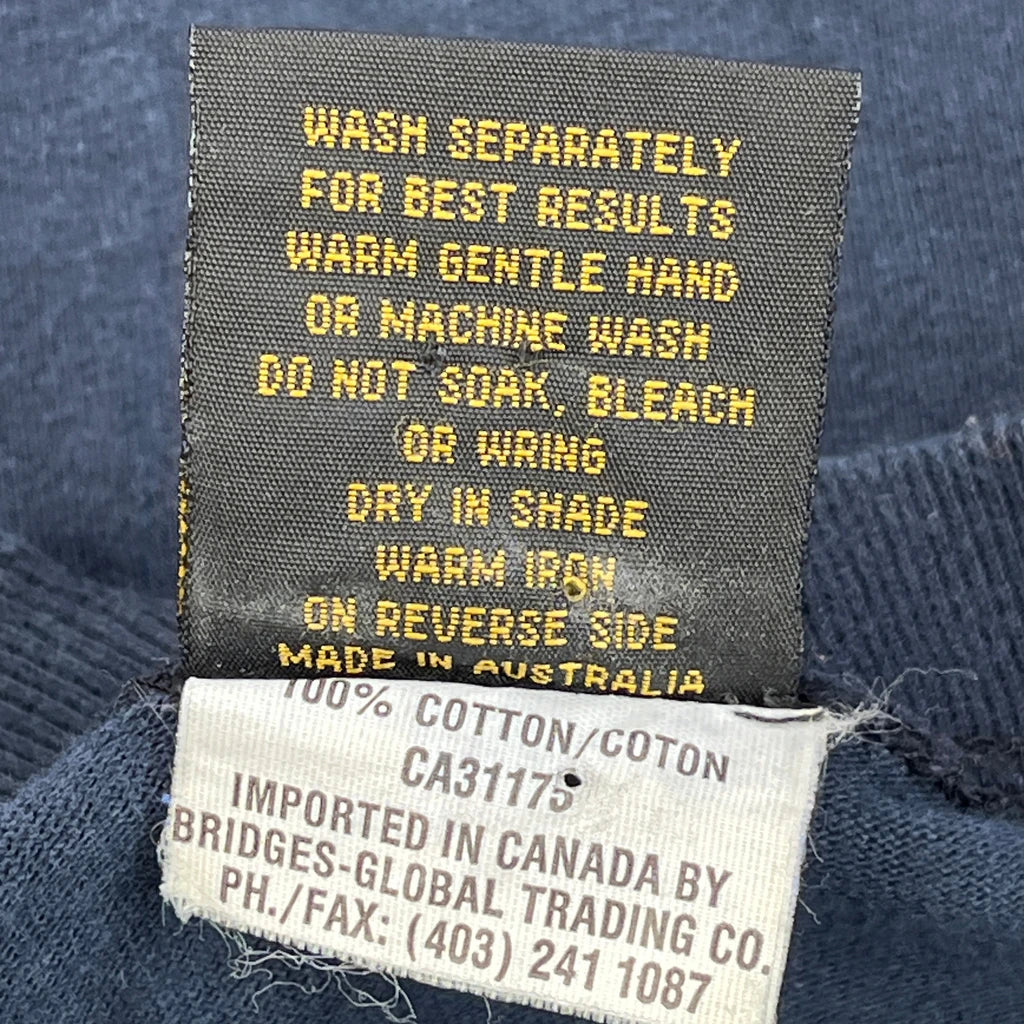 WASH SEPARATELY
FOR BEST RESULTS
WARM GENTLE HAND
OR MACHINE WASH
DO NOT SOAK, BLEACH
OR WRING
DRY IN SHADE
WARM IRON
ON REVERSE SIDE
MADE IN AUSTRALIA
100% COTTON/COTON
CA31175
IMPORTED IN CANADA BY
BRIDGES-GLOBAL TRADING CO.
PH./FAX: (403) 241 1087